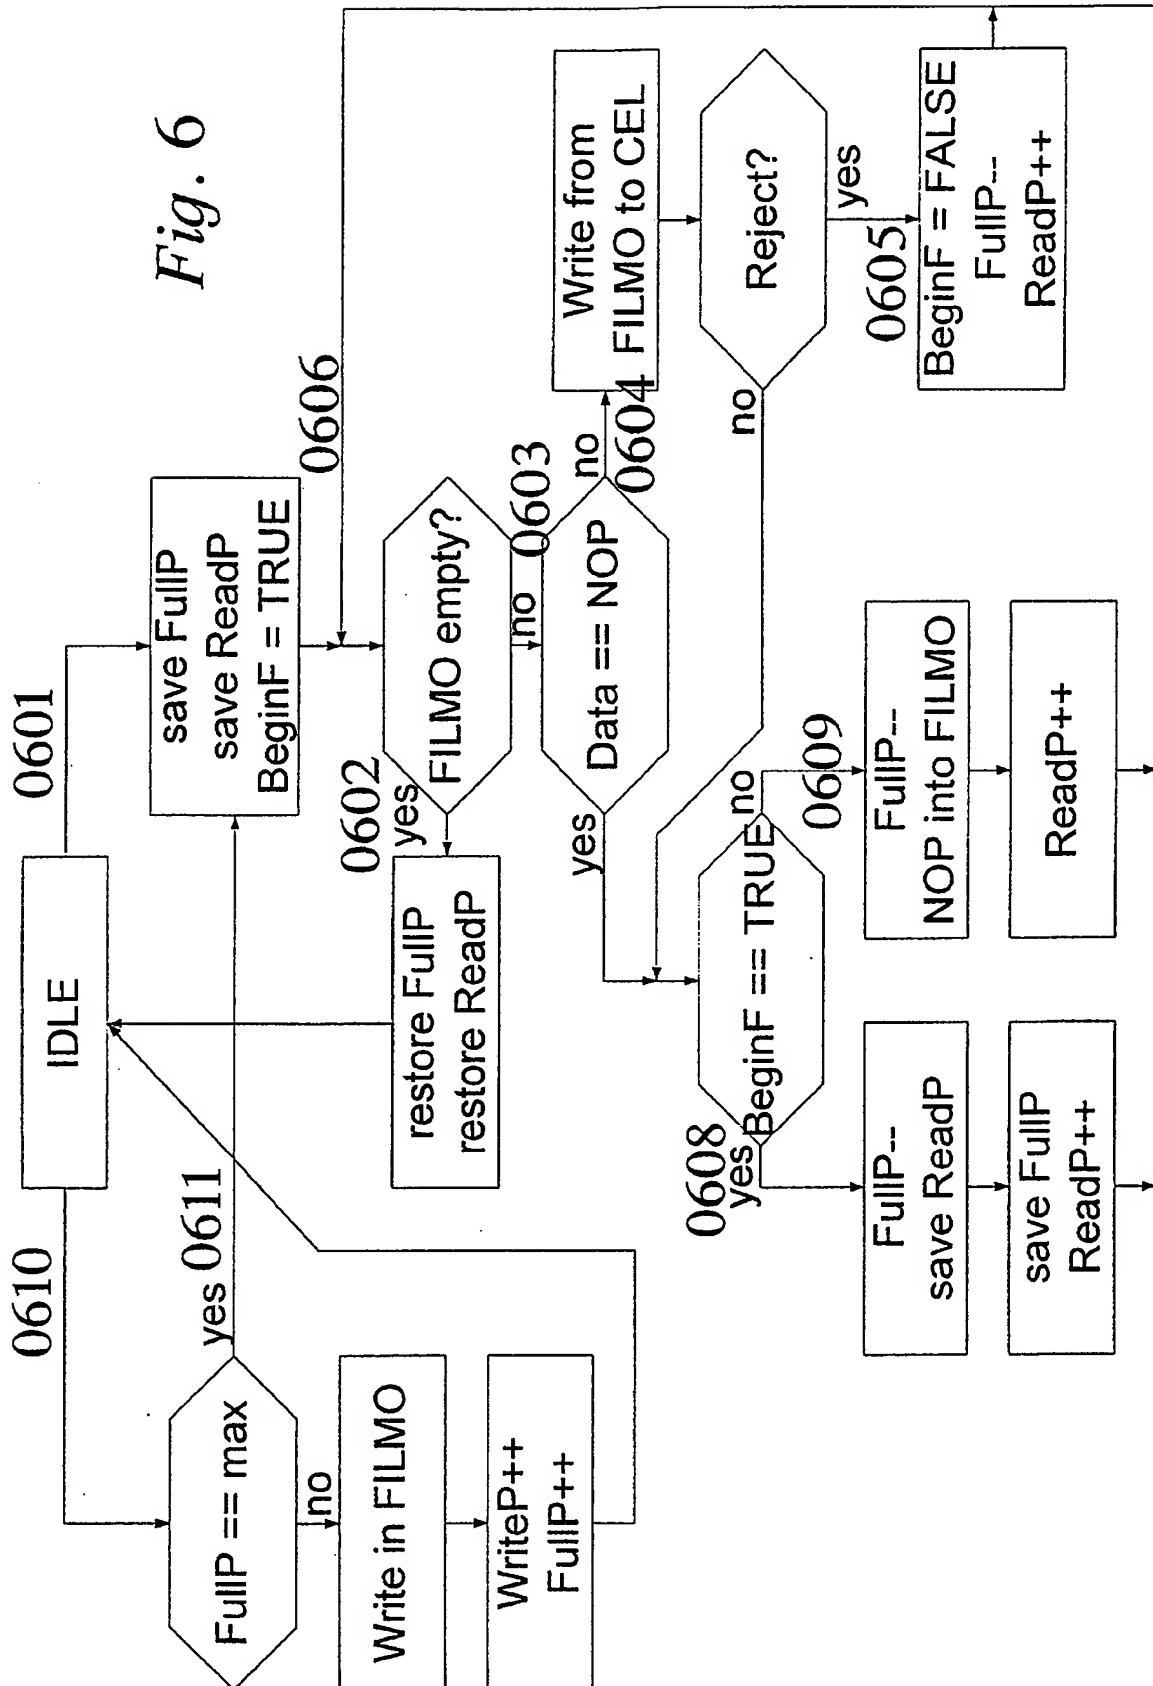 Fig. 6
IDLE
0610
0601
FullP == max
yes
0611
no
Write in FILMO
WriteP++
FullP++
save FullP
save ReadP
BeginF = TRUE
0606
FILMO empty?
0602
yes
restore FullP
restore ReadP
no
0603
Data == NOP
no
0604
yes
Write from
FILMO to CEL
Reject?
no
yes
0605
BeginF = FALSE
FullP--
ReadP++
BeginF == TRUE
0608
yes
no
0609
FullP--
save ReadP
save FullP
ReadP++
FullP--
NOP into FILMO
ReadP++